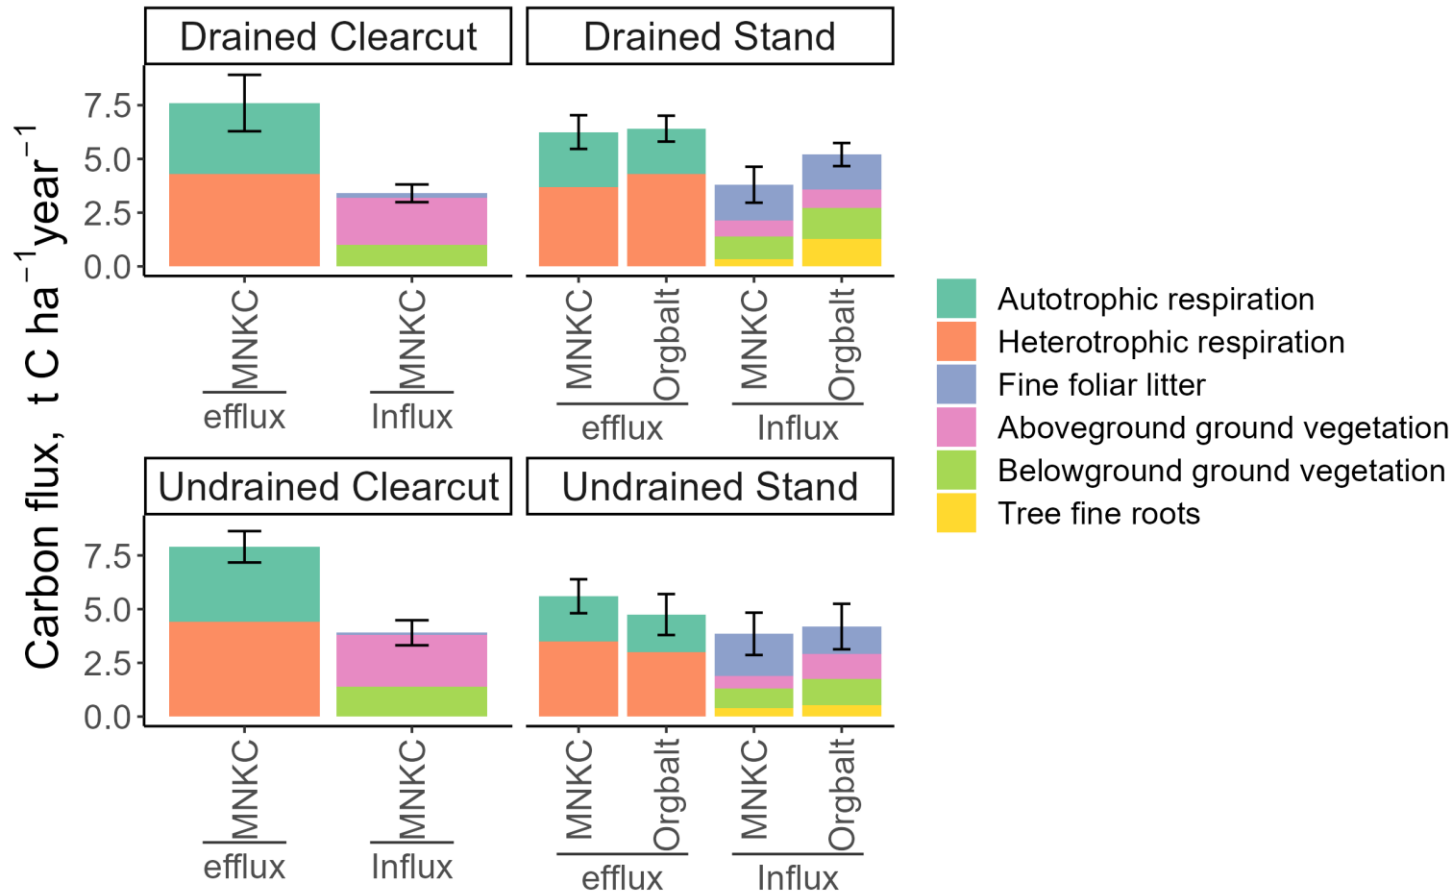 Carbon flux, t C ha⁻¹year⁻¹
Drained Clearcut
7.5
5.0
2.5
0.0
MNKC
MNKC
efflux
Influx
Drained Stand
MNKC
Orgbalt
MNKC
Orgbalt
efflux
Influx
Undrained Clearcut
7.5
5.0
2.5
0.0
MNKC
MNKC
efflux
Influx
Undrained Stand
MNKC
Orgbalt
MNKC
Orgbalt
efflux
Influx
Autotrophic respiration
Heterotrophic respiration
Fine foliar litter
Aboveground ground vegetation
Belowground ground vegetation
Tree fine roots